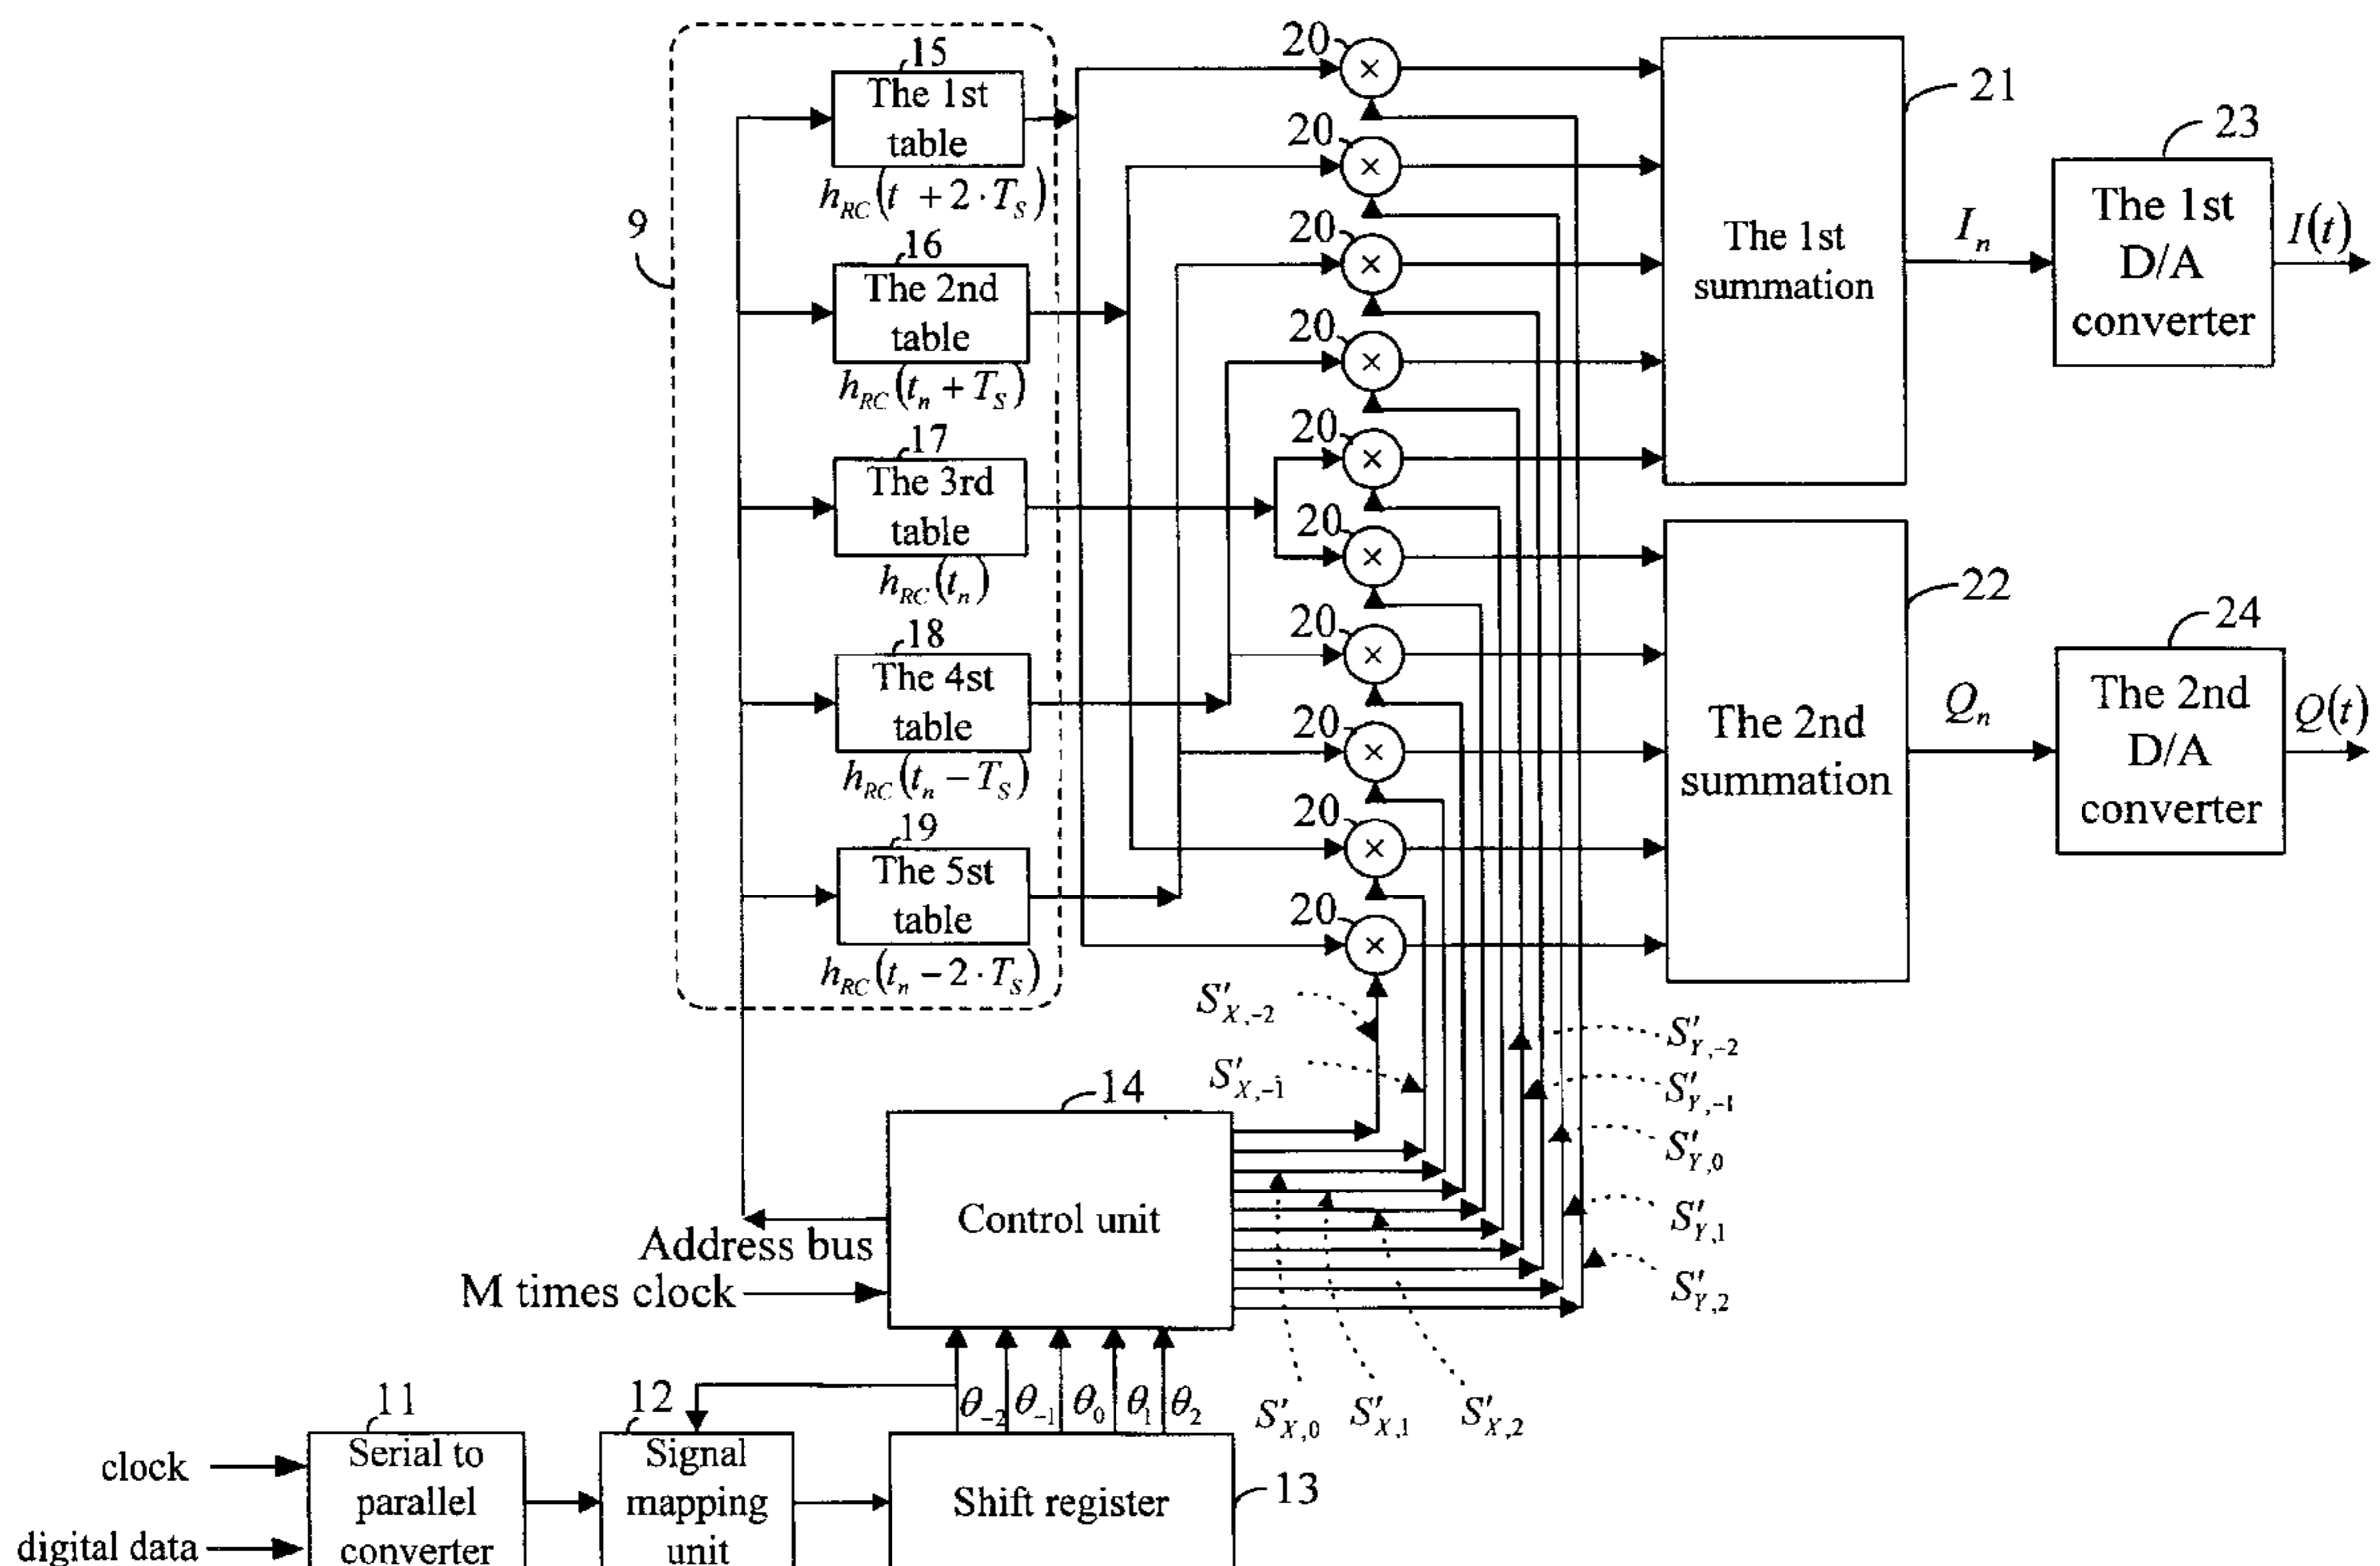 9
15
The 1st
table
h_RC(t + 2 · T_S)
16
The 2nd
table
h_RC(t_n + T_S)
17
The 3rd
table
h_RC(t_n)
18
The 4st
table
h_RC(t_n − T_S)
19
The 5st
table
h_RC(t_n − 2 · T_S)
20
×
20
×
20
×
20
×
20
×
20
×
20
×
20
×
20
×
20
×
21
The 1st
summation
I_n
23
The 1st
D/A
converter
I(t)
22
The 2nd
summation
Q_n
24
The 2nd
D/A
converter
Q(t)
S′_X,−2
S′_X,−1
S′_Y,−2
S′_Y,−1
S′_Y,0
S′_Y,1
S′_Y,2
14
Control unit
Address bus
M times clock
θ_−2 θ_−1 θ_0 θ_1 θ_2
S′_X,0 S′_X,1 S′_X,2
clock
digital data
11
Serial to
parallel
converter
12
Signal
mapping
unit
Shift register
13